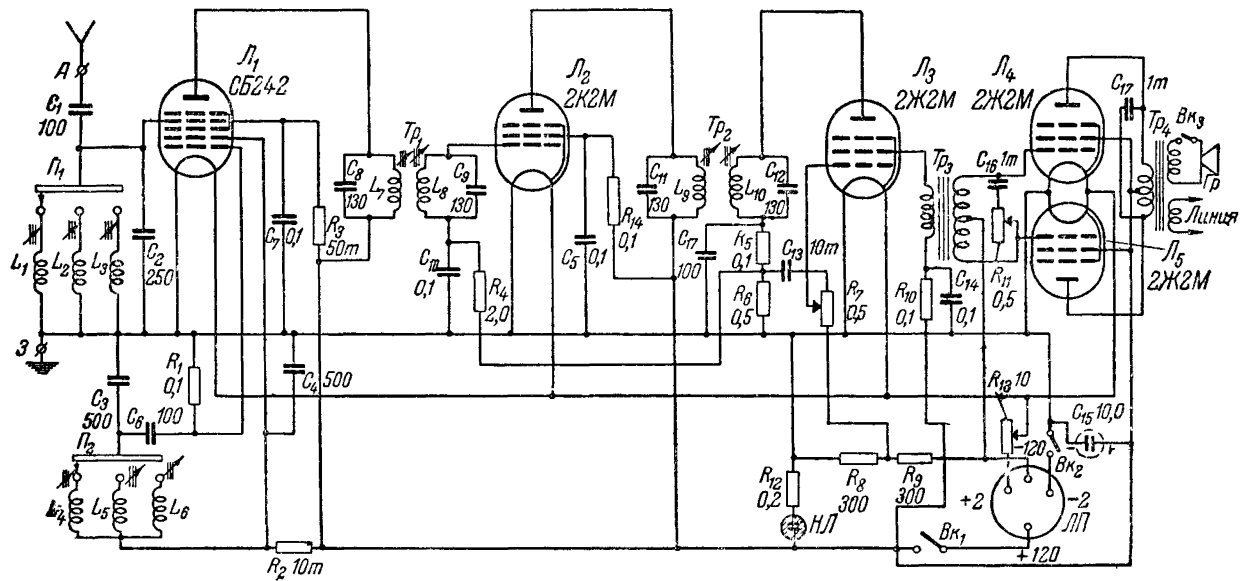 А
С1
100
П1
L1
L2
L3
З
С2
250
Л1
СБ242
С7
0,1
R3
50т
С8
130
L7
Тр1
L8
С9
130
Л2
2К2М
С10
0,1
R4
2,0
С5
0,1
R14
0,1
С11
130
L9
Тр2
L10
С12
130
С17
100
R5
0,1
R6
0,5
С13
10т
R7
0,5
Л3
2Ж2М
Тр3
R10
0,1
С14
0,1
Л4
2Ж2М
С16
1т
R11
0,5
С17
1т
Тр4
Вк3
Гр
Линия
Л5
2Ж2М
С3
500
С6
100
R1
0,1
С4 500
П2
L4
L5
L6
R2 10т
R12
0,2
НЛ
R8
300
R9
300
R13 10
-120
С15 10,0
- +
Вк2
+2
-2
ЛП
Вк1
+120